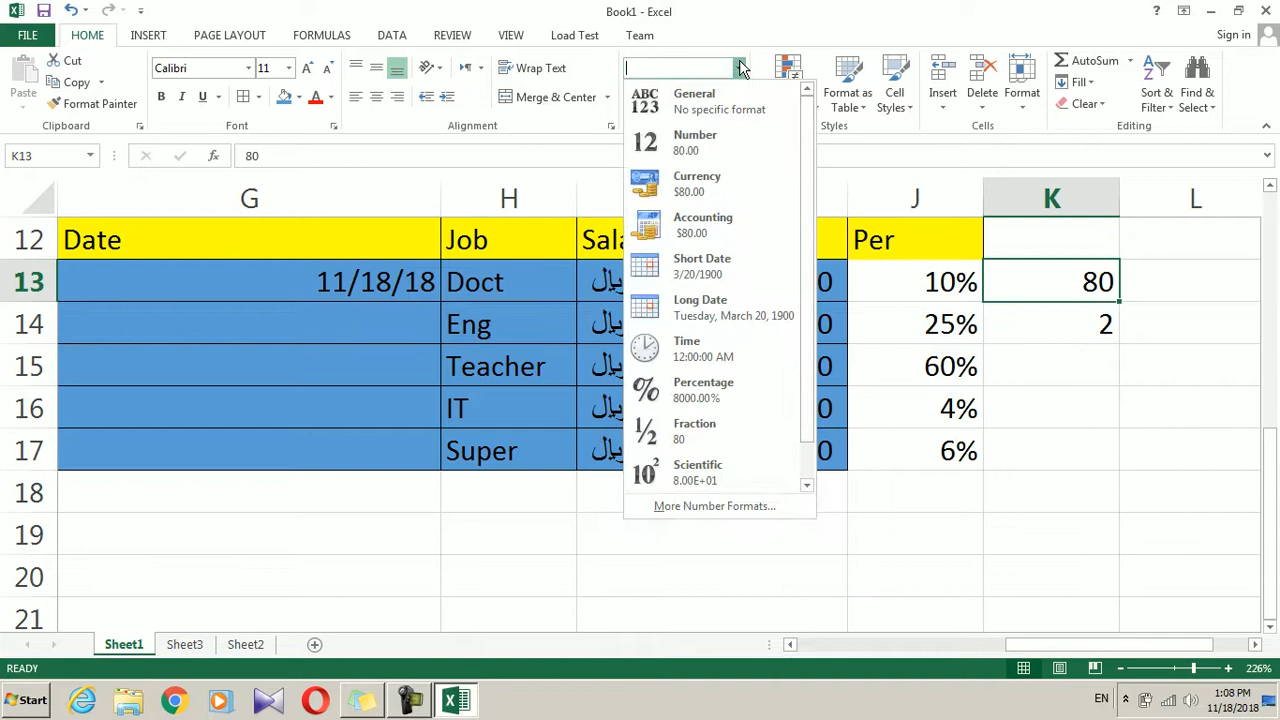 Book1 - Excel
Sign in
FILE HOME INSERT PAGE LAYOUT FORMULAS DATA REVIEW VIEW Load Test Team
Paste
Cut
Copy
Format Painter
Clipboard
Calibri 11
B I U
Font
Wrap Text
Merge & Center
Alignment
Format as Table
Cell Styles
Styles
Insert
Delete
Format
Cells
AutoSum
Fill
Clear
Sort & Filter
Find & Select
Editing
K13 fx 80
General
No specific format
Number
80.00
Currency
$80.00
Accounting
$80.00
Short Date
3/20/1900
Long Date
Tuesday, March 20, 1900
Time
12:00:00 AM
Percentage
8000.00%
Fraction
80
Scientific
8.00E+01
More Number Formats...
G H J K L
12 Date Job Per
13 11/18/18 Doct ﷼ 0 10% 80
14 Eng ﷼ 0 25% 2
15 Teacher ﷼ 0 60%
16 IT ﷼ 0 4%
17 Super ﷼ 0 6%
18
19
20
21
Sheet1 Sheet3 Sheet2
READY
226%
Start
EN
1:08 PM
11/18/2018